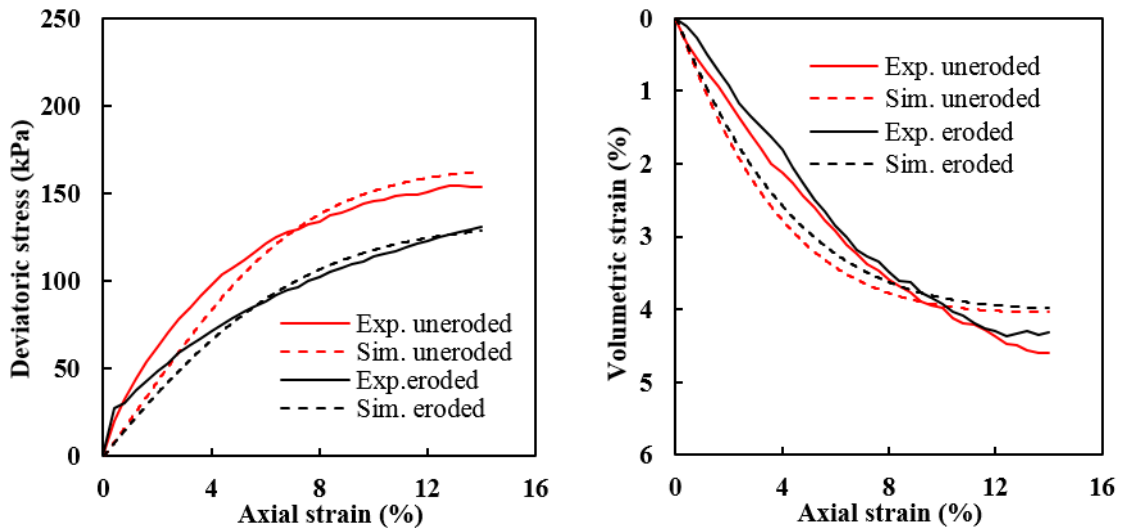 250
200
150
100
50
0
Deviatoric stress (kPa)
Exp. uneroded
Sim. uneroded
Exp.eroded
Sim. eroded
0 4 8 12 16
Axial strain (%)
0
1
2
3
4
5
6
Volumetric strain (%)
Exp. uneroded
Sim. uneroded
Exp. eroded
Sim. eroded
0 4 8 12 16
Axial strain (%)